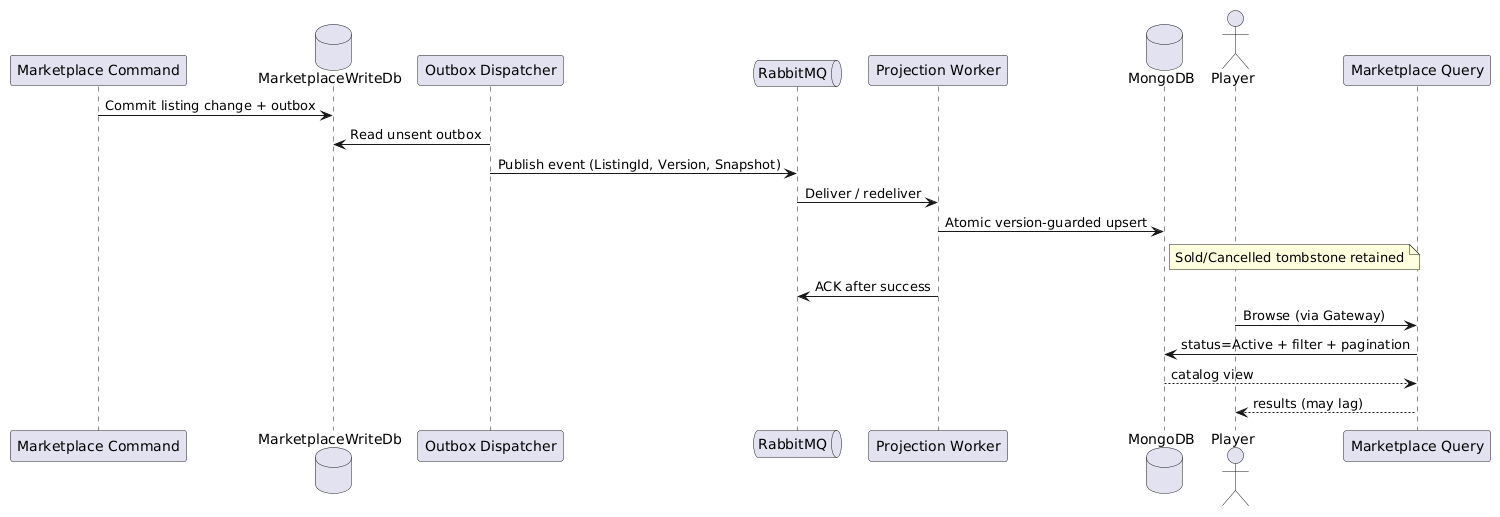 Marketplace Command
MarketplaceWriteDb
Outbox Dispatcher
RabbitMQ
Projection Worker
MongoDB
Player
Marketplace Query
Commit listing change + outbox
Read unsent outbox
Publish event (ListingId, Version, Snapshot)
Deliver / redeliver
Atomic version-guarded upsert
Sold/Cancelled tombstone retained
ACK after success
Browse (via Gateway)
status=Active + filter + pagination
catalog view
results (may lag)
Marketplace Command
MarketplaceWriteDb
Outbox Dispatcher
RabbitMQ
Projection Worker
MongoDB
Player
Marketplace Query